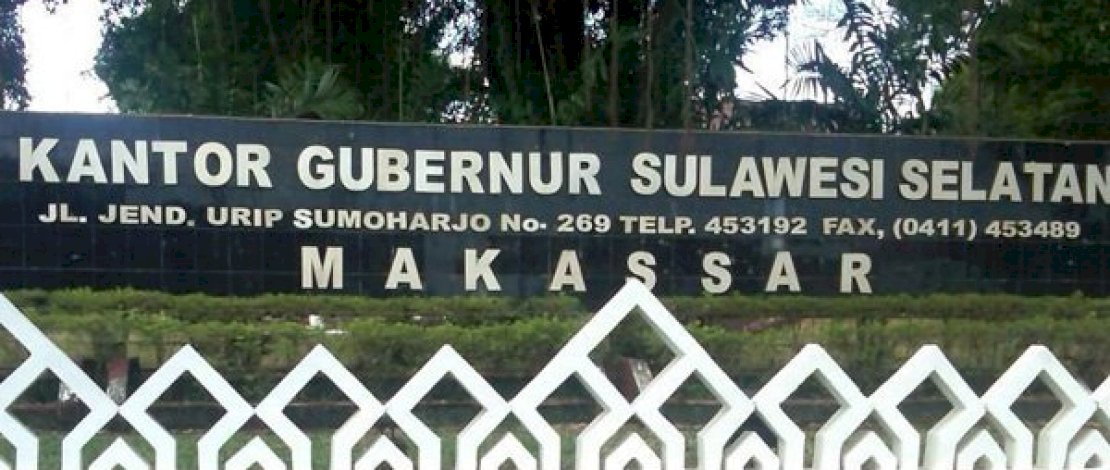 KANTOR GUBERNUR SULAWESI SELATAN
JL. JEND. URIP SUMOHARJO No- 269 TELP. 453192 FAX, (0411) 453489
MAKASSAR